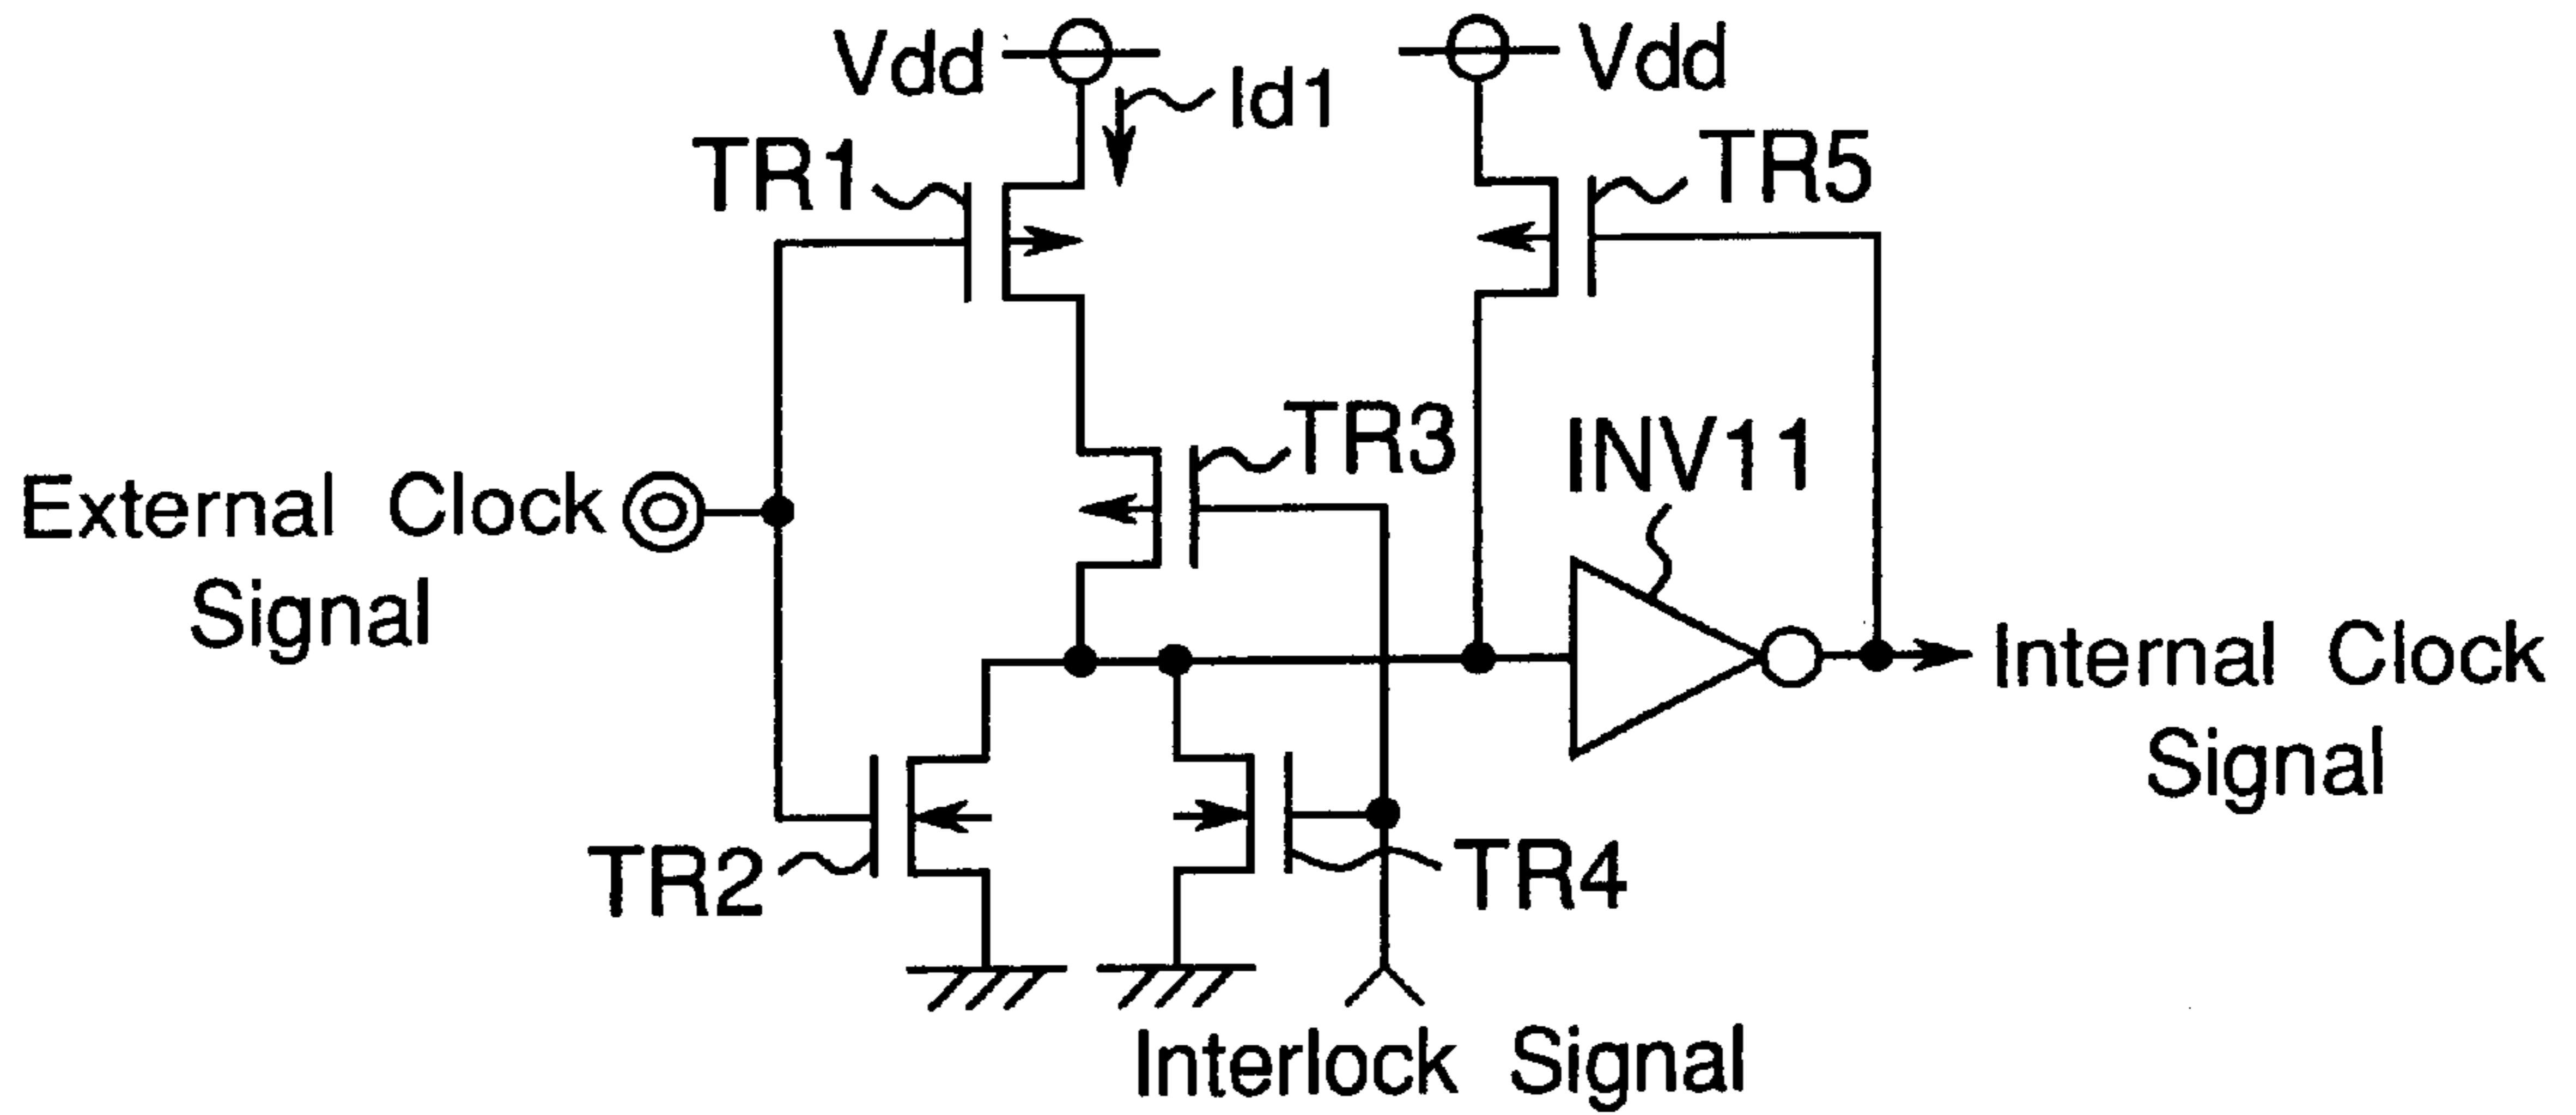 Vdd
Id1
Vdd
TR1
TR5
TR3
INV11
External Clock
Signal
Internal Clock
Signal
TR2
TR4
Interlock Signal